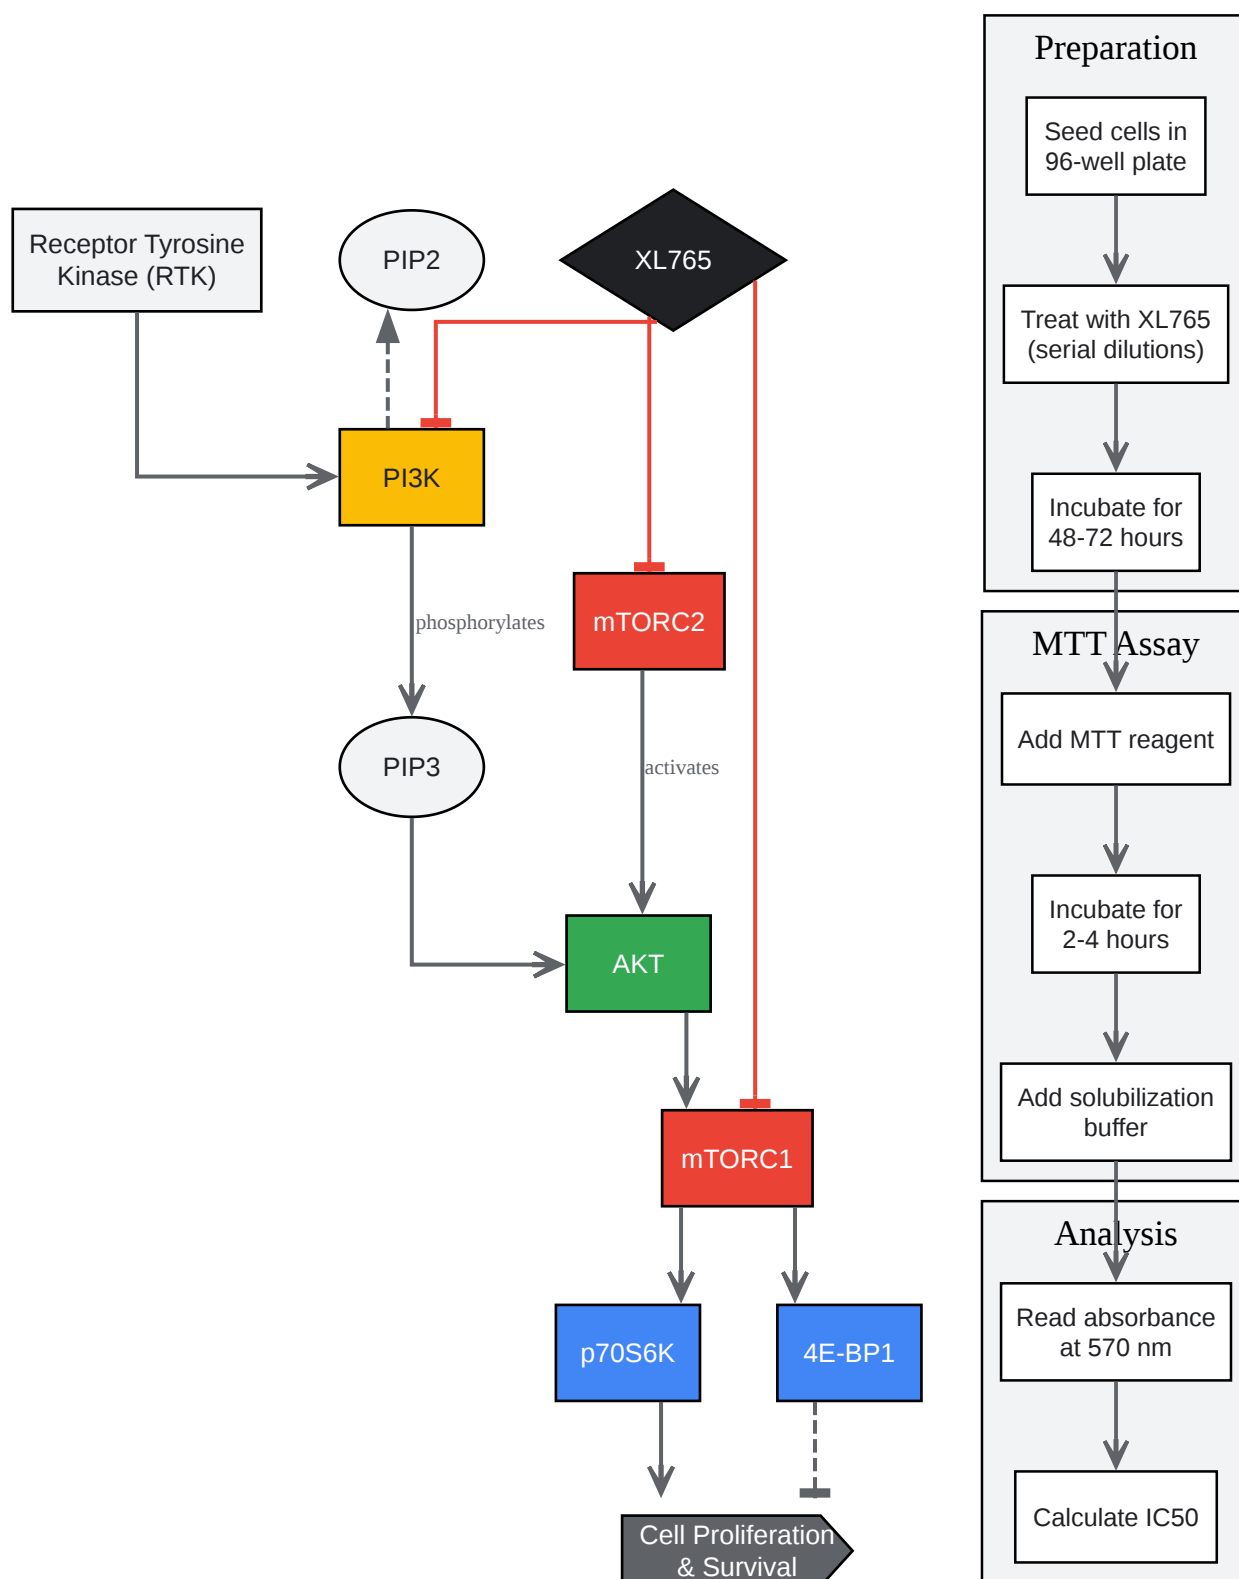 Receptor Tyrosine
Kinase (RTK)
PIP2
XL765
PI3K
phosphorylates
mTORC2
PIP3
activates
AKT
mTORC1
p70S6K
4E-BP1
Cell Proliferation
& Survival
Preparation
Seed cells in
96-well plate
Treat with XL765
(serial dilutions)
Incubate for
48-72 hours
MTT Assay
Add MTT reagent
Incubate for
2-4 hours
Add solubilization
buffer
Analysis
Read absorbance
at 570 nm
Calculate IC50